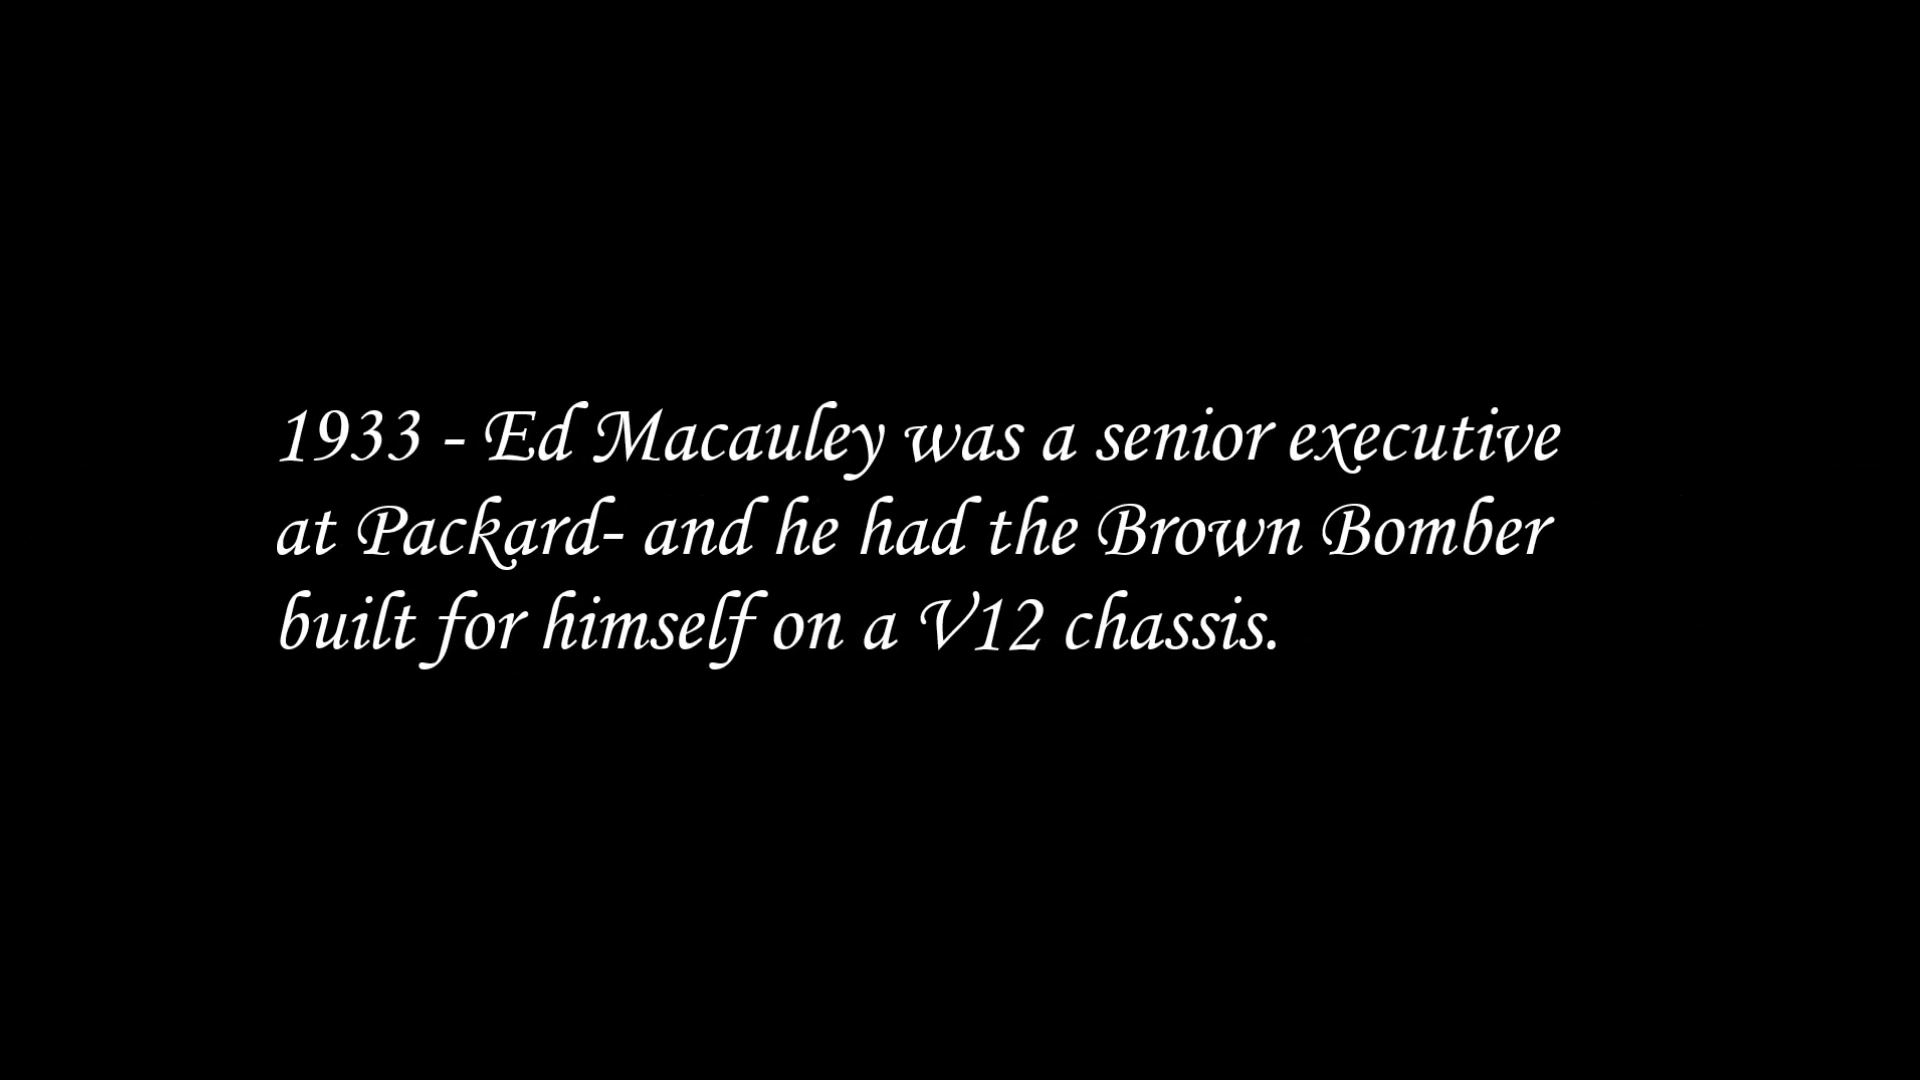 1933 - Ed Macauley was a senior executive
at Packard- and he had the Brown Bomber
built for himself on a V12 chassis.